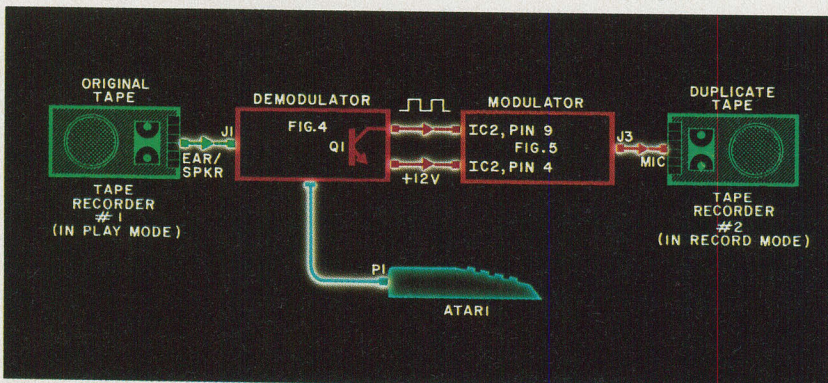 ORIGINAL
TAPE
J1
EAR/
SPKR
TAPE
RECORDER
#1
(IN PLAY MODE)
DEMODULATOR
FIG.4
Q1
+12V
MODULATOR
IC2, PIN 9
FIG.5
IC2, PIN 4
J3
MIC
DUPLICATE
TAPE
TAPE
RECORDER
#2
(IN RECORD MODE)
P1
ATARI